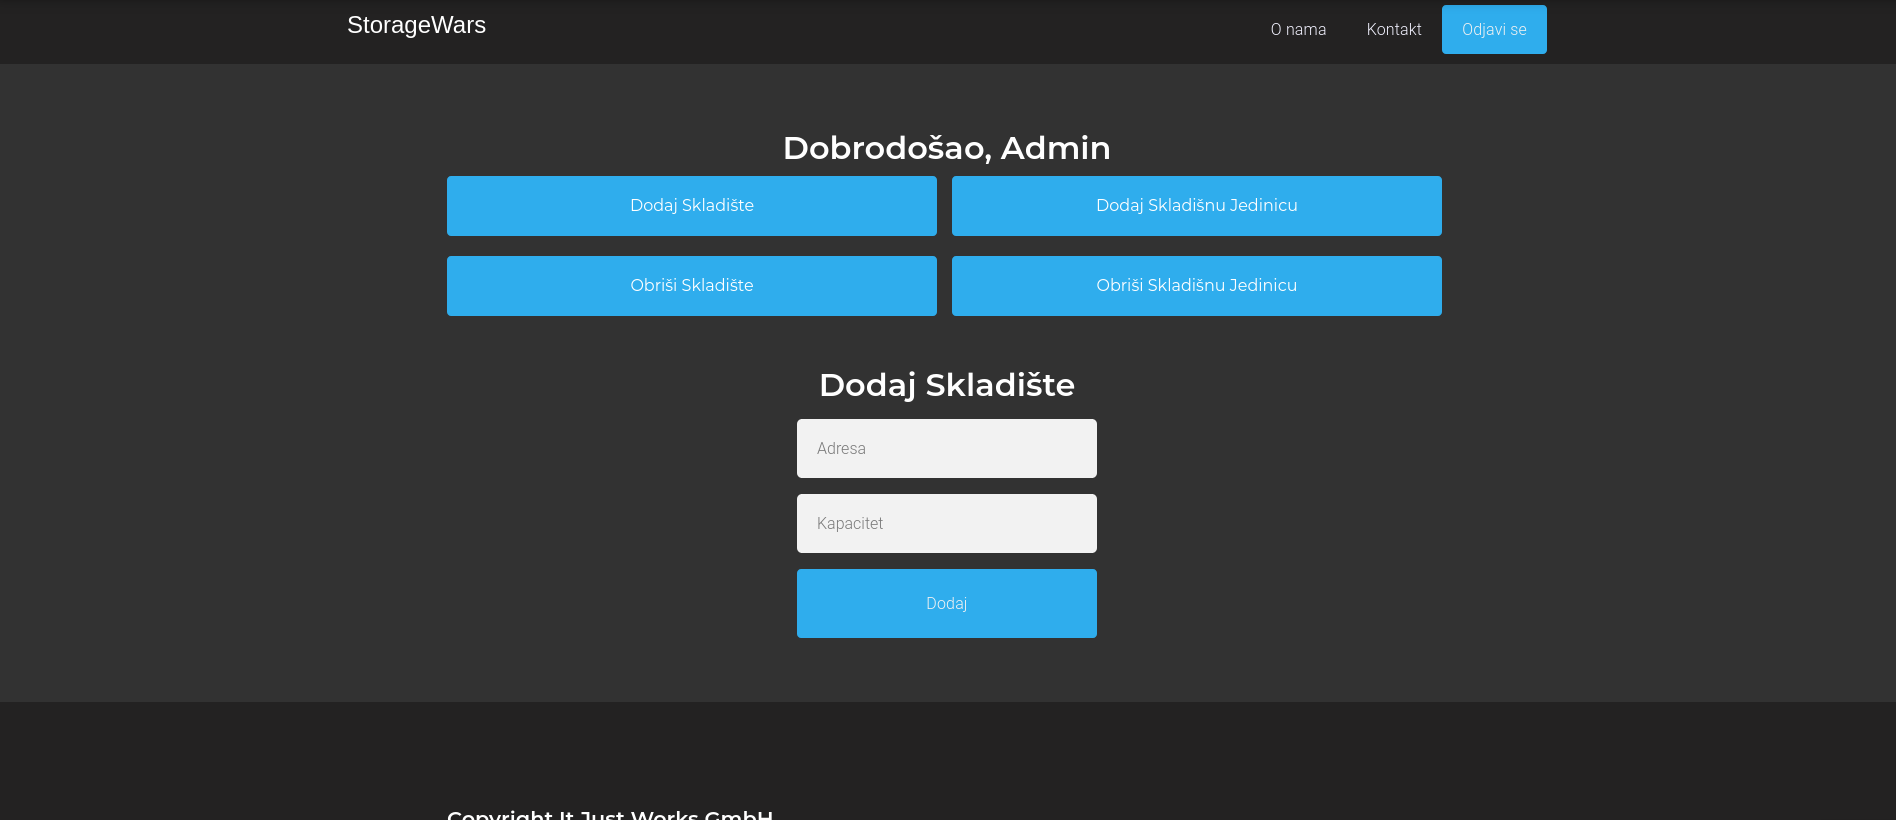 StorageWars
O nama
Kontakt
Odjavi se
Dobrodošao, Admin
Dodaj Skladište
Dodaj Skladišnu Jedinicu
Obriši Skladište
Obriši Skladišnu Jedinicu
Dodaj Skladište
Adresa
Kapacitet
Dodaj
Copyright It Just Works GmbH